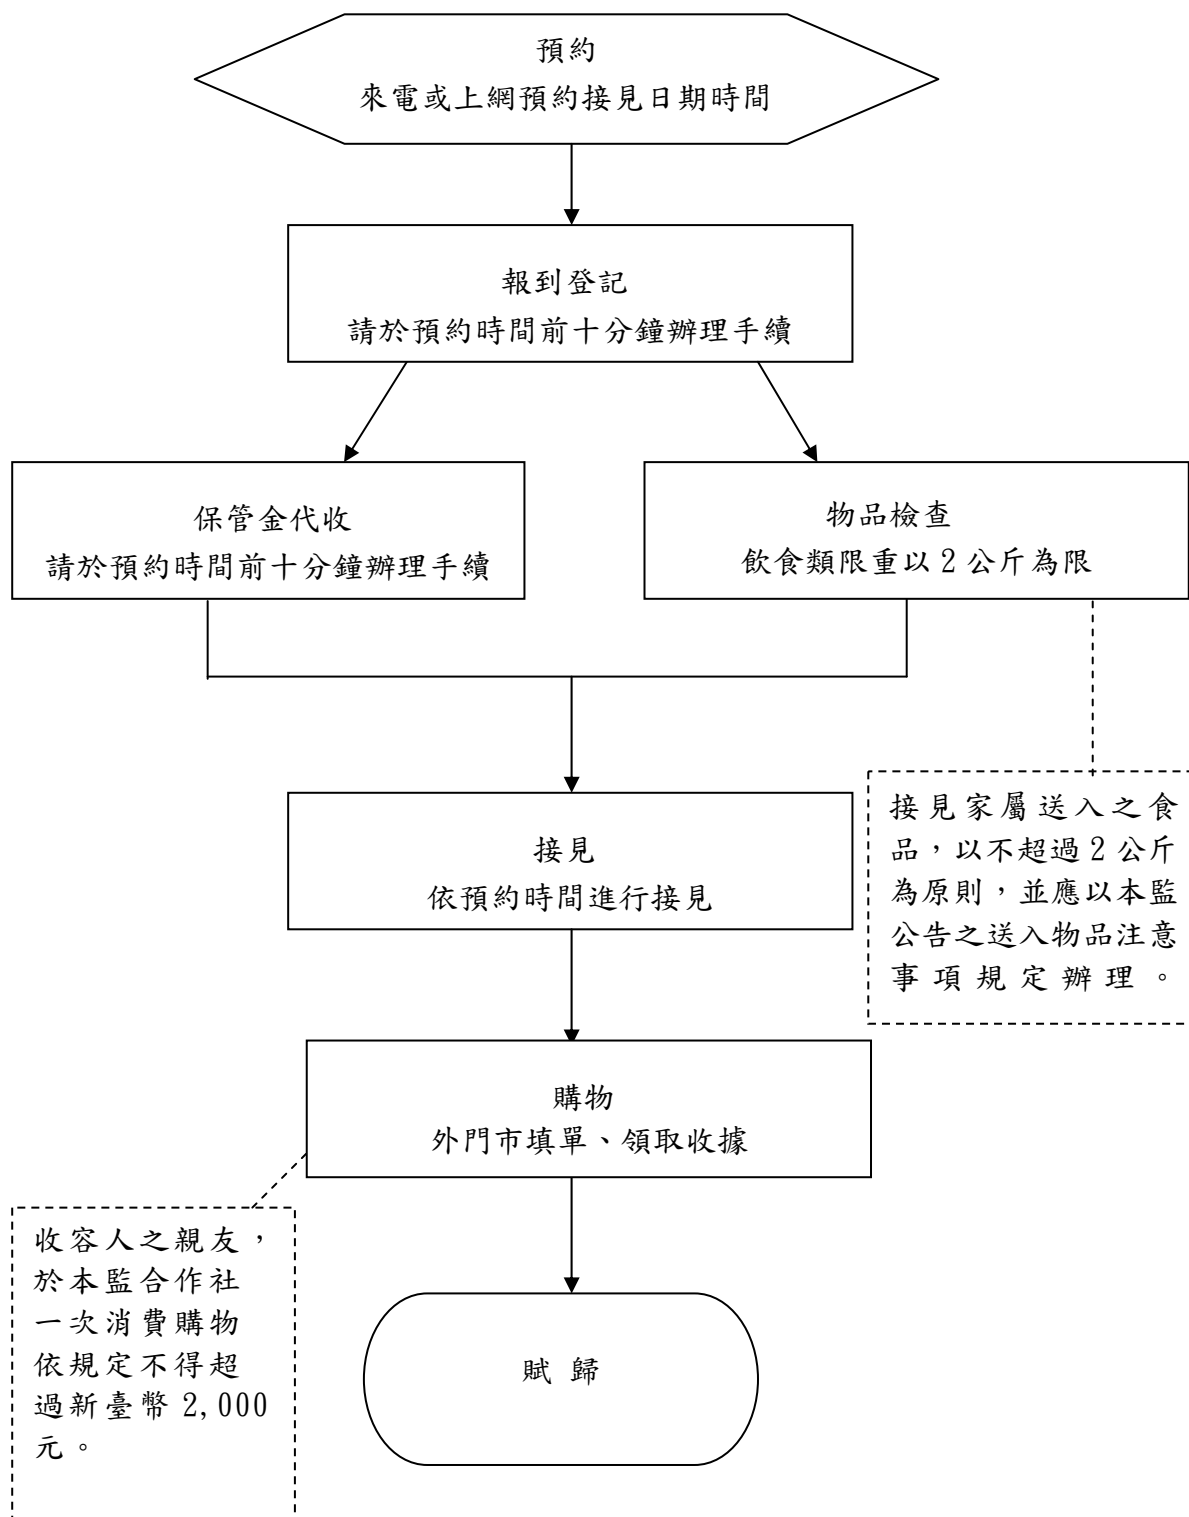 預約
來電或上網預約接見日期時間
報到登記
請於預約時間前十分鐘辦理手續
保管金代收
請於預約時間前十分鐘辦理手續
物品檢查
飲食類限重以2公斤為限
接見家屬送入之食
品，以不超過2公斤
為原則，並應以本監
公告之送入物品注意
事項規定辦理。
接見
依預約時間進行接見
購物
外門市填單、領取收據
收容人之親友，
於本監合作社
一次消費購物
依規定不得超
過新臺幣2,000
元。
賦 歸